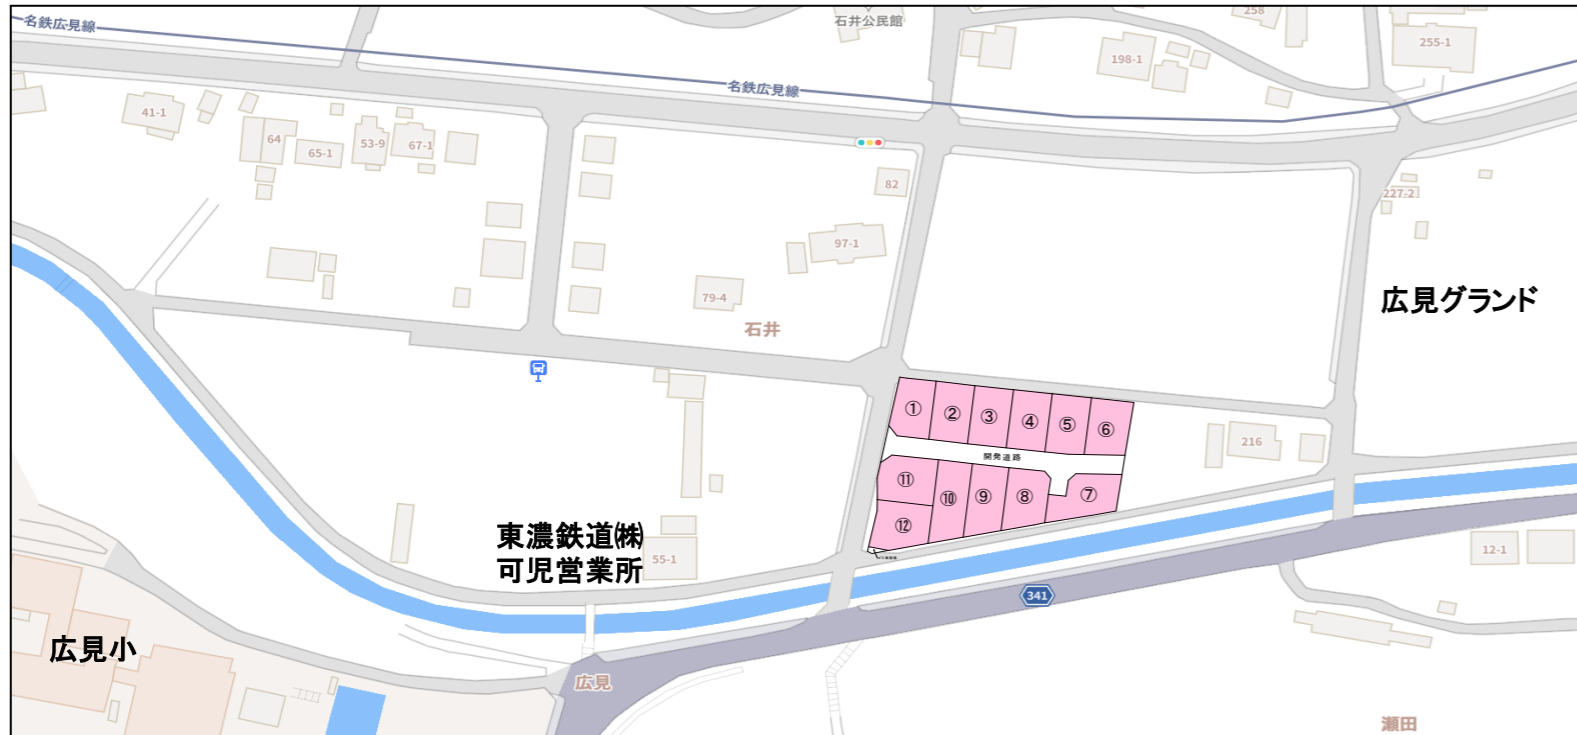 名鉄広見線
石井公民館
258
255-1
198-1
名鉄広見線
41-1
64
65-1
53-9
67-1
82
227-2
97-1
79-4
石井
広見グランド
①
②
③
④
⑤
⑥
開発道路
216
⑪
⑩
⑨
⑧
⑦
⑫
東濃鉄道㈱
可児営業所
55-1
12-1
341
広見小
広見
瀬田